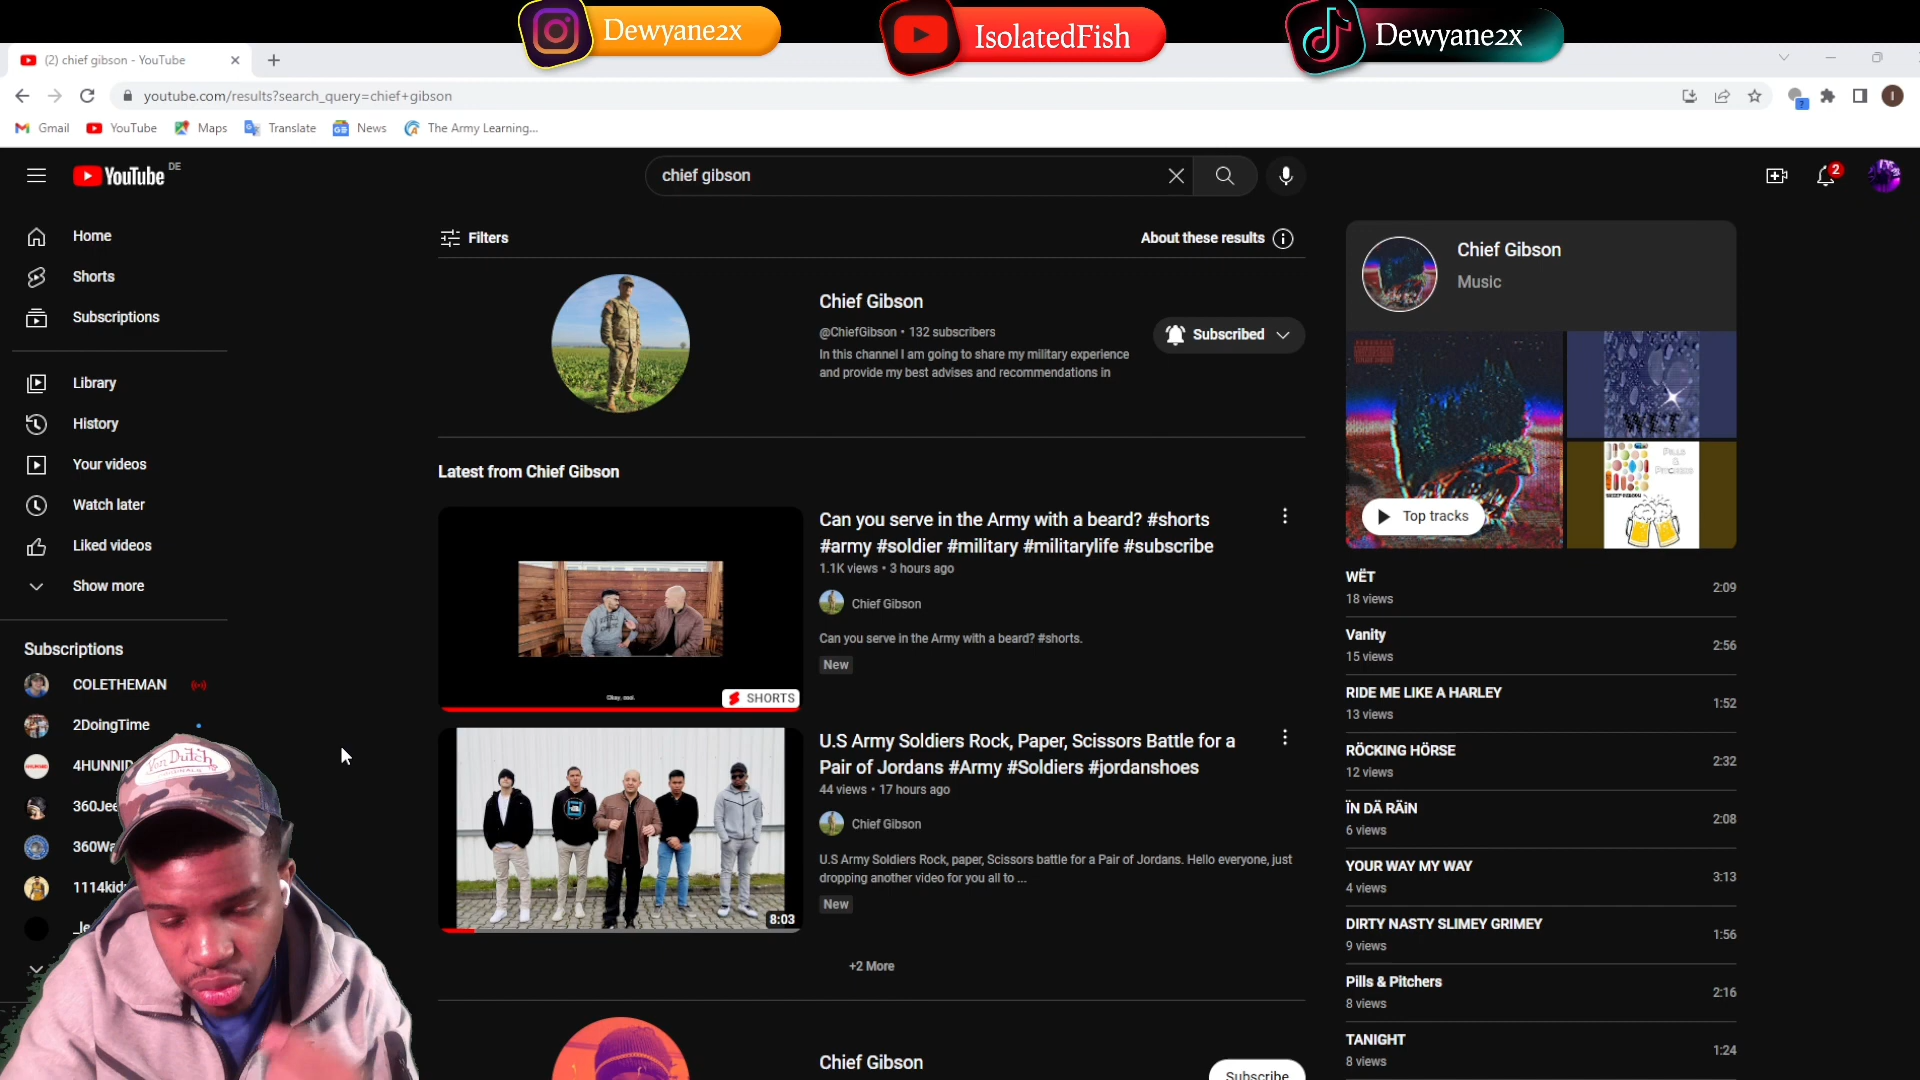 Dewyane2x
IsolatedFish
Dewyane2x
(2) chief gibson - YouTube
youtube.com/results?search_query=chief+gibson
Gmail
YouTube
Maps
Translate
News
The Army Learning...
YouTube DE
chief gibson
2
Home
Shorts
Subscriptions
Library
History
Your videos
Watch later
Liked videos
Show more
Subscriptions
COLETHEMAN
2DoingTime
4HUNNID
Von Dutch
ORIGINALS
Filters
About these results
Chief Gibson
@ChiefGibson • 132 subscribers
In this channel I am going to share my military experience
and provide my best advises and recommendations in
Subscribed
Latest from Chief Gibson
Okay, cool.
SHORTS
Can you serve in the Army with a beard? #shorts
#army #soldier #military #militarylife #subscribe
1.1K views • 3 hours ago
Chief Gibson
Can you serve in the Army with a beard? #shorts.
New
8:03
U.S Army Soldiers Rock, Paper, Scissors Battle for a
Pair of Jordans #Army #Soldiers #jordanshoes
44 views • 17 hours ago
Chief Gibson
U.S Army Soldiers Rock, paper, Scissors battle for a Pair of Jordans. Hello everyone, just
dropping another video for you all to ...
New
+2 More
Chief Gibson
Subscribe
Chief Gibson
Music
WËT
PILLS
&
PITCHERS
Top tracks
WËT
18 views
2:09
Vanity
15 views
2:56
RIDE ME LIKE A HARLEY
13 views
1:52
RÖCKING HÖRSE
12 views
2:32
ÏN DÄ RÄiN
6 views
2:08
YOUR WAY MY WAY
4 views
3:13
DIRTY NASTY SLIMEY GRIMEY
9 views
1:56
Pills & Pitchers
8 views
2:16
TANIGHT
8 views
1:24